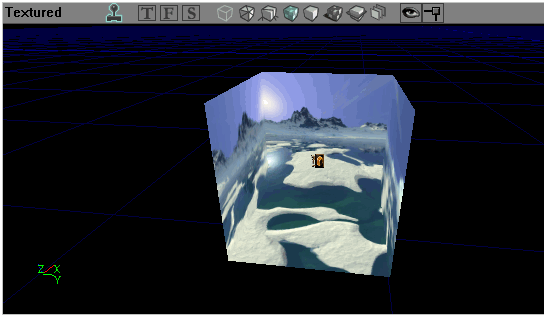 Textured
T F S
Z X
Y